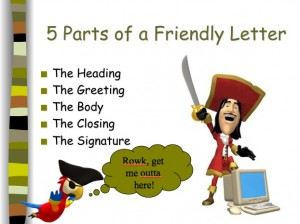 5 Parts of a Friendly Letter
The Heading
The Greeting
The Body
The Closing
The Signature
Rowk, get
me outta
here!